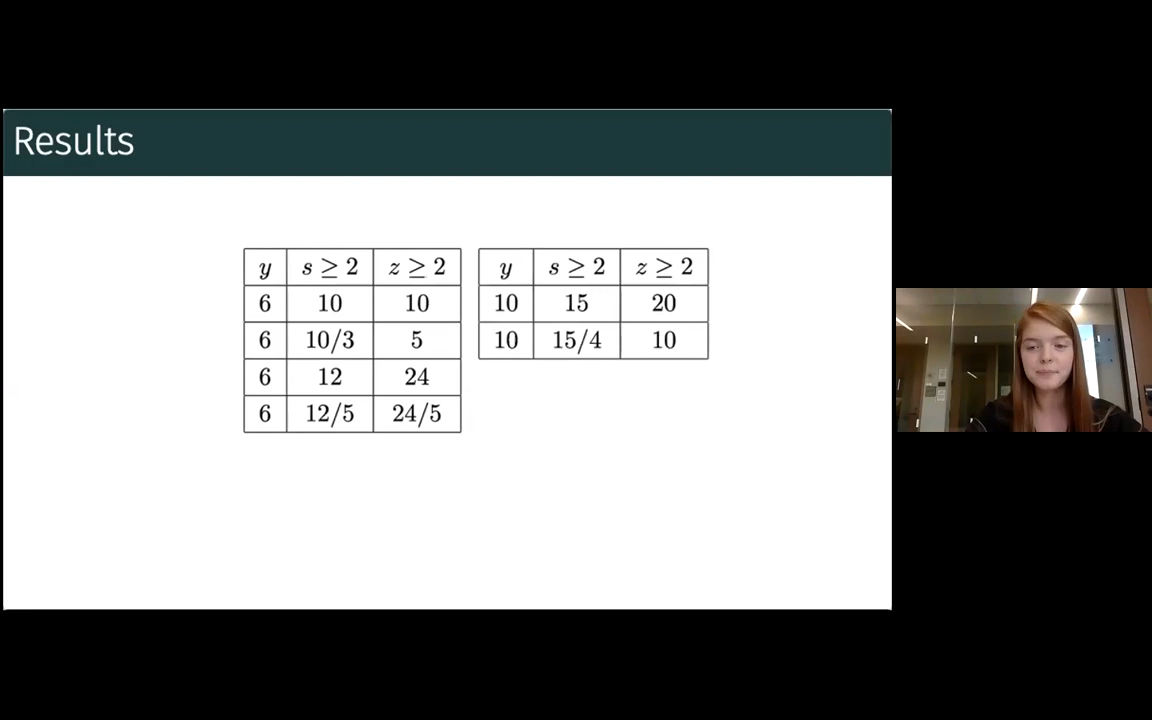 Results
y s ≥ 2 z ≥ 2
6 10 10
6 10/3 5
6 12 24
6 12/5 24/5
y s ≥ 2 z ≥ 2
10 15 20
10 15/4 10